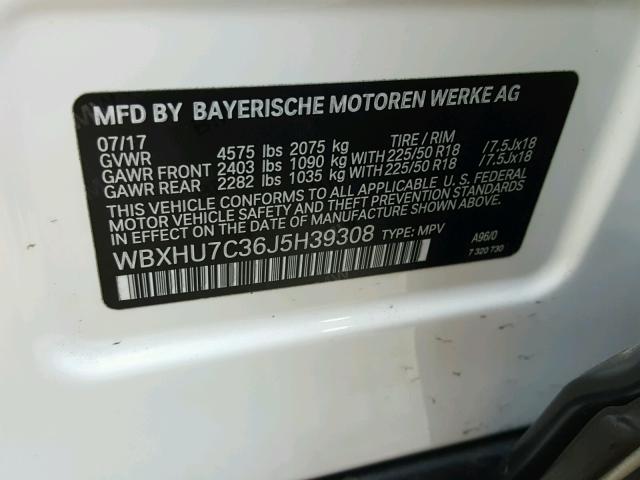 MFD BY BAYERISCHE MOTOREN WERKE AG
07/17 TIRE / RIM
GVWR 4575 lbs 2075 kg
GAWR FRONT 2403 lbs 1090 kg WITH 225/50 R18 /7.5Jx18
GAWR REAR 2282 lbs 1035 kg WITH 225/50 R18 /7.5Jx18
THIS VEHICLE CONFORMS TO ALL APPLICABLE U.S. FEDERAL
MOTOR VEHICLE SAFETY AND THEFT PREVENTION STANDARDS
IN EFFECT ON THE DATE OF MANUFACTURE SHOWN ABOVE.
WBXHU7C36J5H39308 TYPE: MPV A96/0
7 320 730